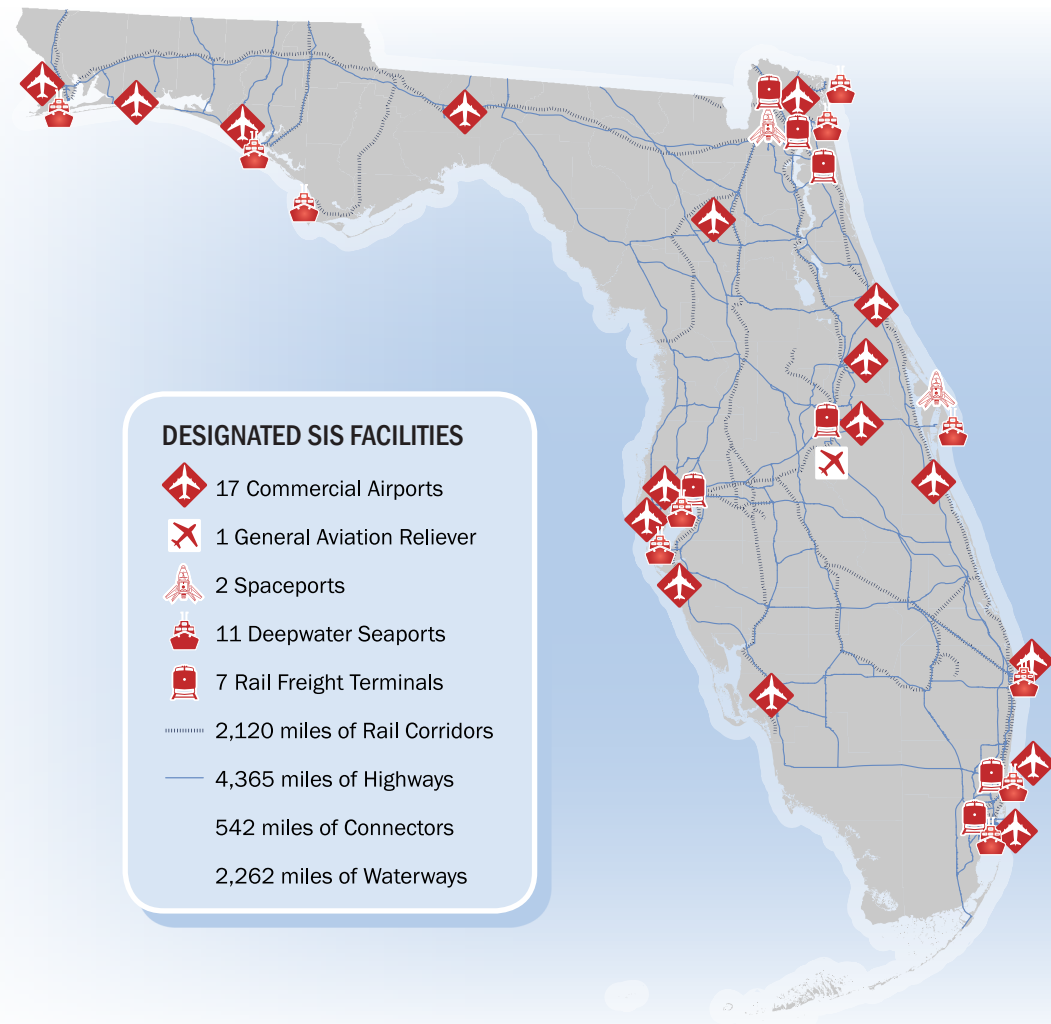 DESIGNATED SIS FACILITIES
17 Commercial Airports
1 General Aviation Reliever
2 Spaceports
11 Deepwater Seaports
7 Rail Freight Terminals
2,120 miles of Rail Corridors
4,365 miles of Highways
542 miles of Connectors
2,262 miles of Waterways